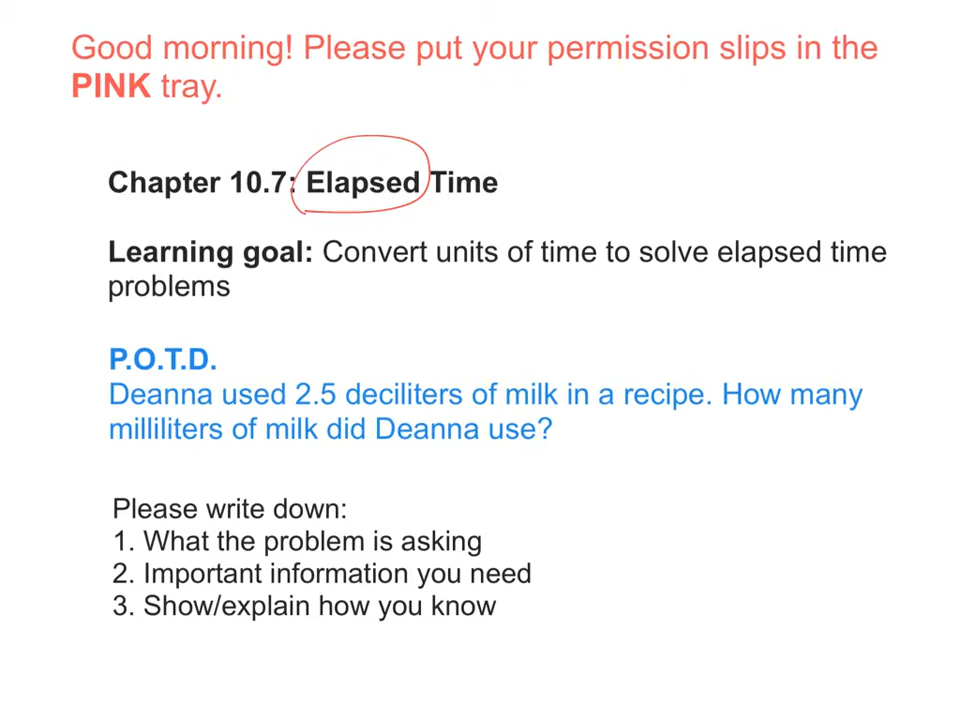 Good morning! Please put your permission slips in the
PINK tray.
Chapter 10.7: Elapsed Time
Learning goal: Convert units of time to solve elapsed time
problems
P.O.T.D.
Deanna used 2.5 deciliters of milk in a recipe. How many
milliliters of milk did Deanna use?
Please write down:
1. What the problem is asking
2. Important information you need
3. Show/explain how you know